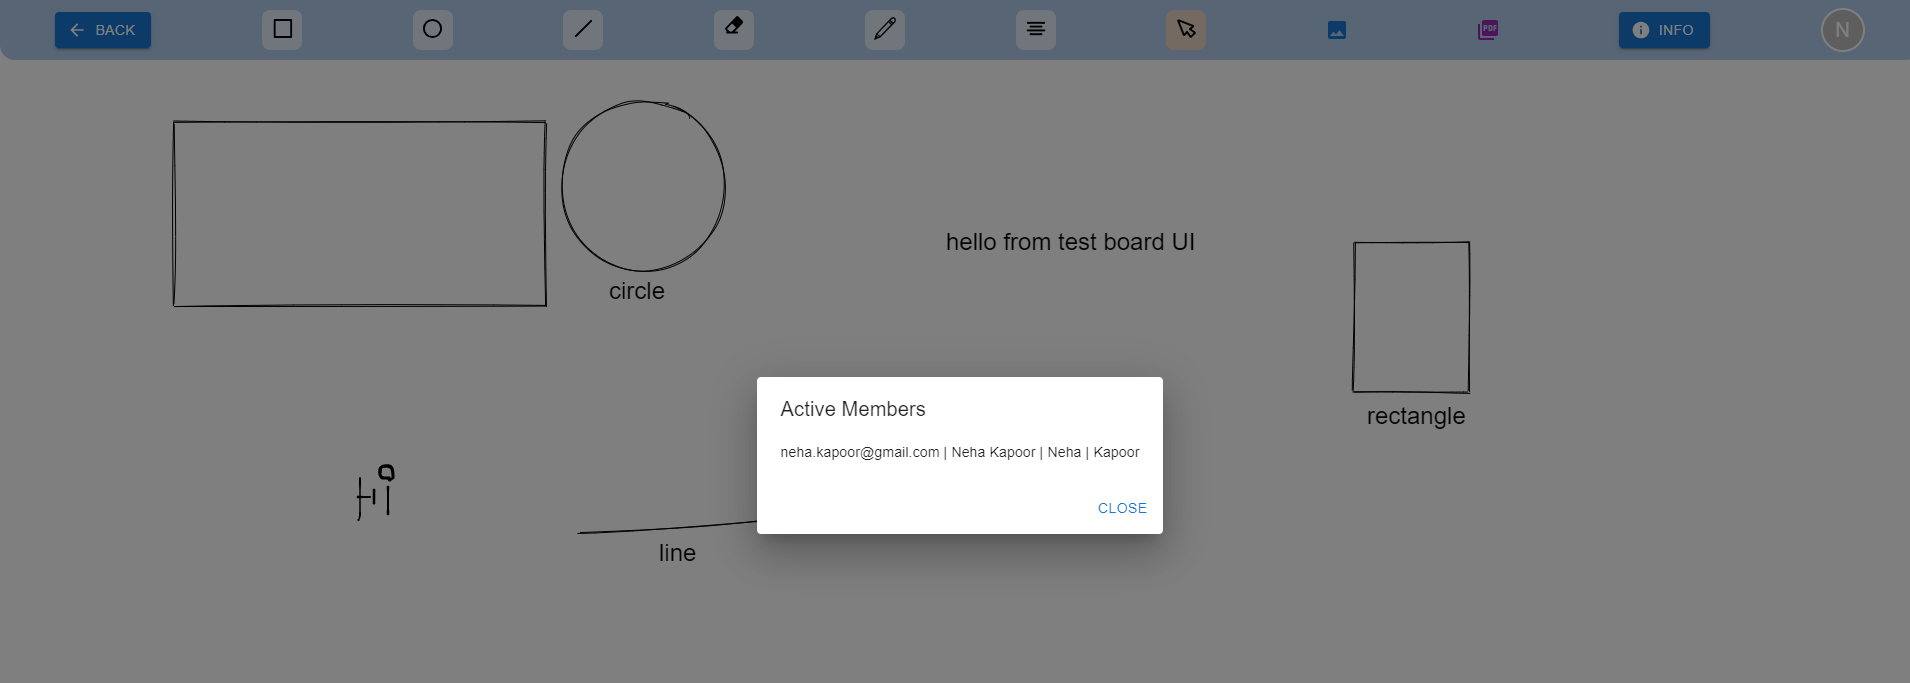 BACK
PDF
INFO
N
hello from test board UI
circle
rectangle
Active Members
neha.kapoor@gmail.com | Neha Kapoor | Neha | Kapoor
CLOSE
Hi
line